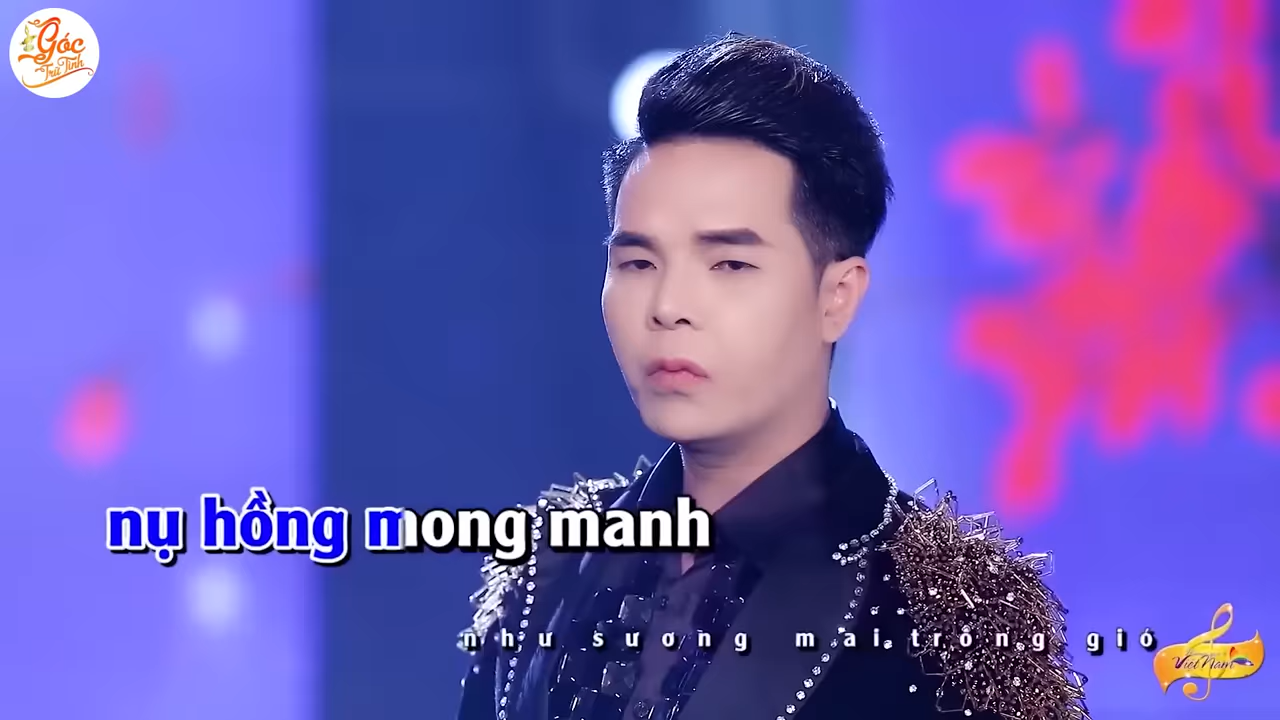 Góc
Trữ Tình
nụ hồng mong manh
như sương mai trong gió
Việt Nam